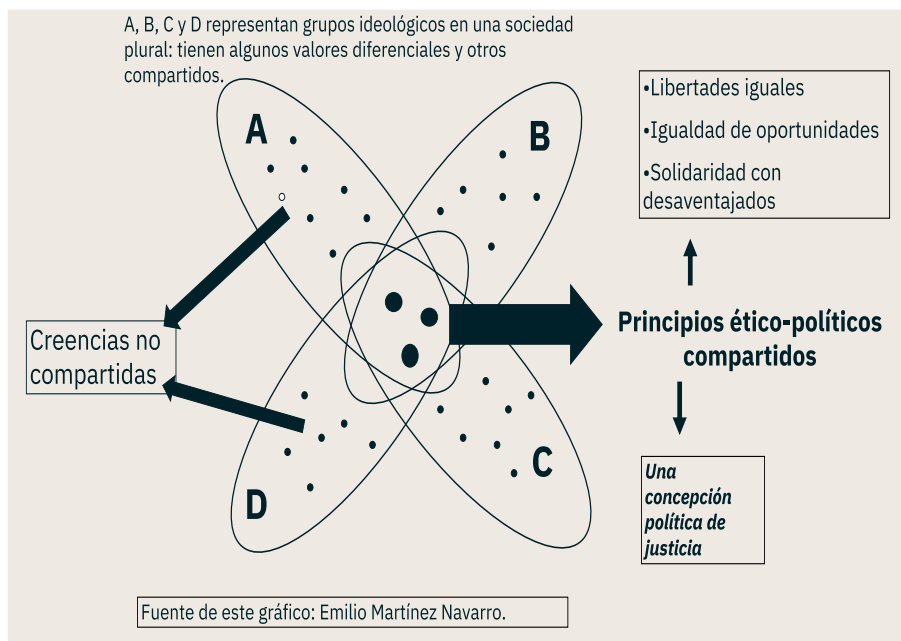 A, B, C y D representan grupos ideológicos en una sociedad
plural: tienen algunos valores diferenciales y otros
compartidos.
A
B
•Libertades iguales
•Igualdad de oportunidades
•Solidaridad con
desaventajados
Creencias no
compartidas
Principios ético-políticos
compartidos
C
D
Una
concepción
política de
justicia
Fuente de este gráfico: Emilio Martínez Navarro.